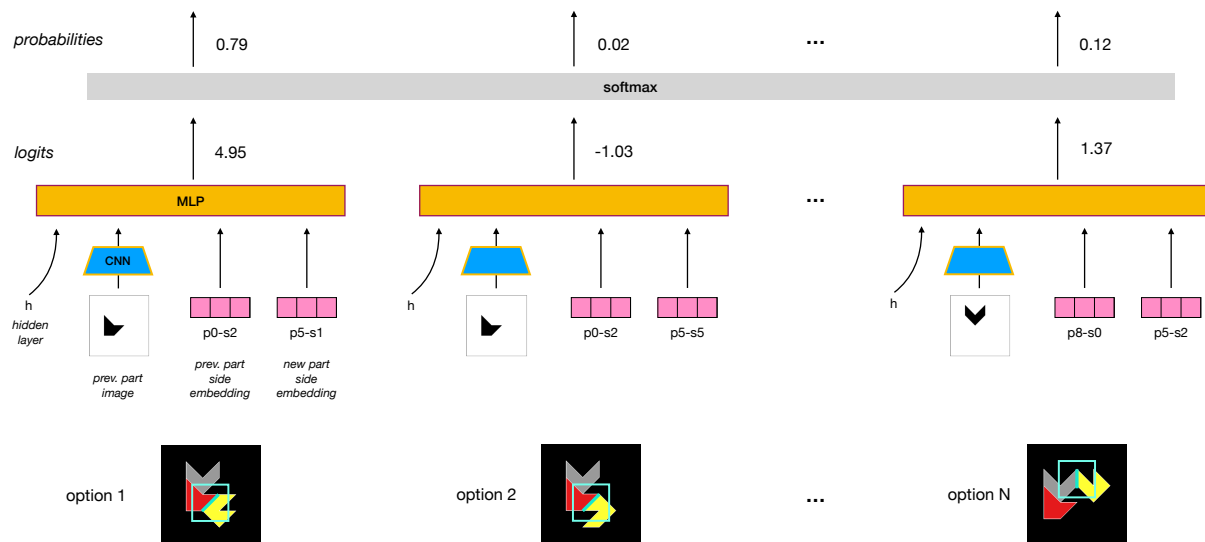 probabilities
0.79
0.02
...
0.12
softmax
logits
4.95
-1.03
1.37
MLP
...
CNN
h
hidden
layer
prev. part
image
p0-s2
prev. part
side
embedding
p5-s1
new part
side
embedding
h
p0-s2
p5-s5
h
p8-s0
p5-s2
option 1
option 2
...
option N